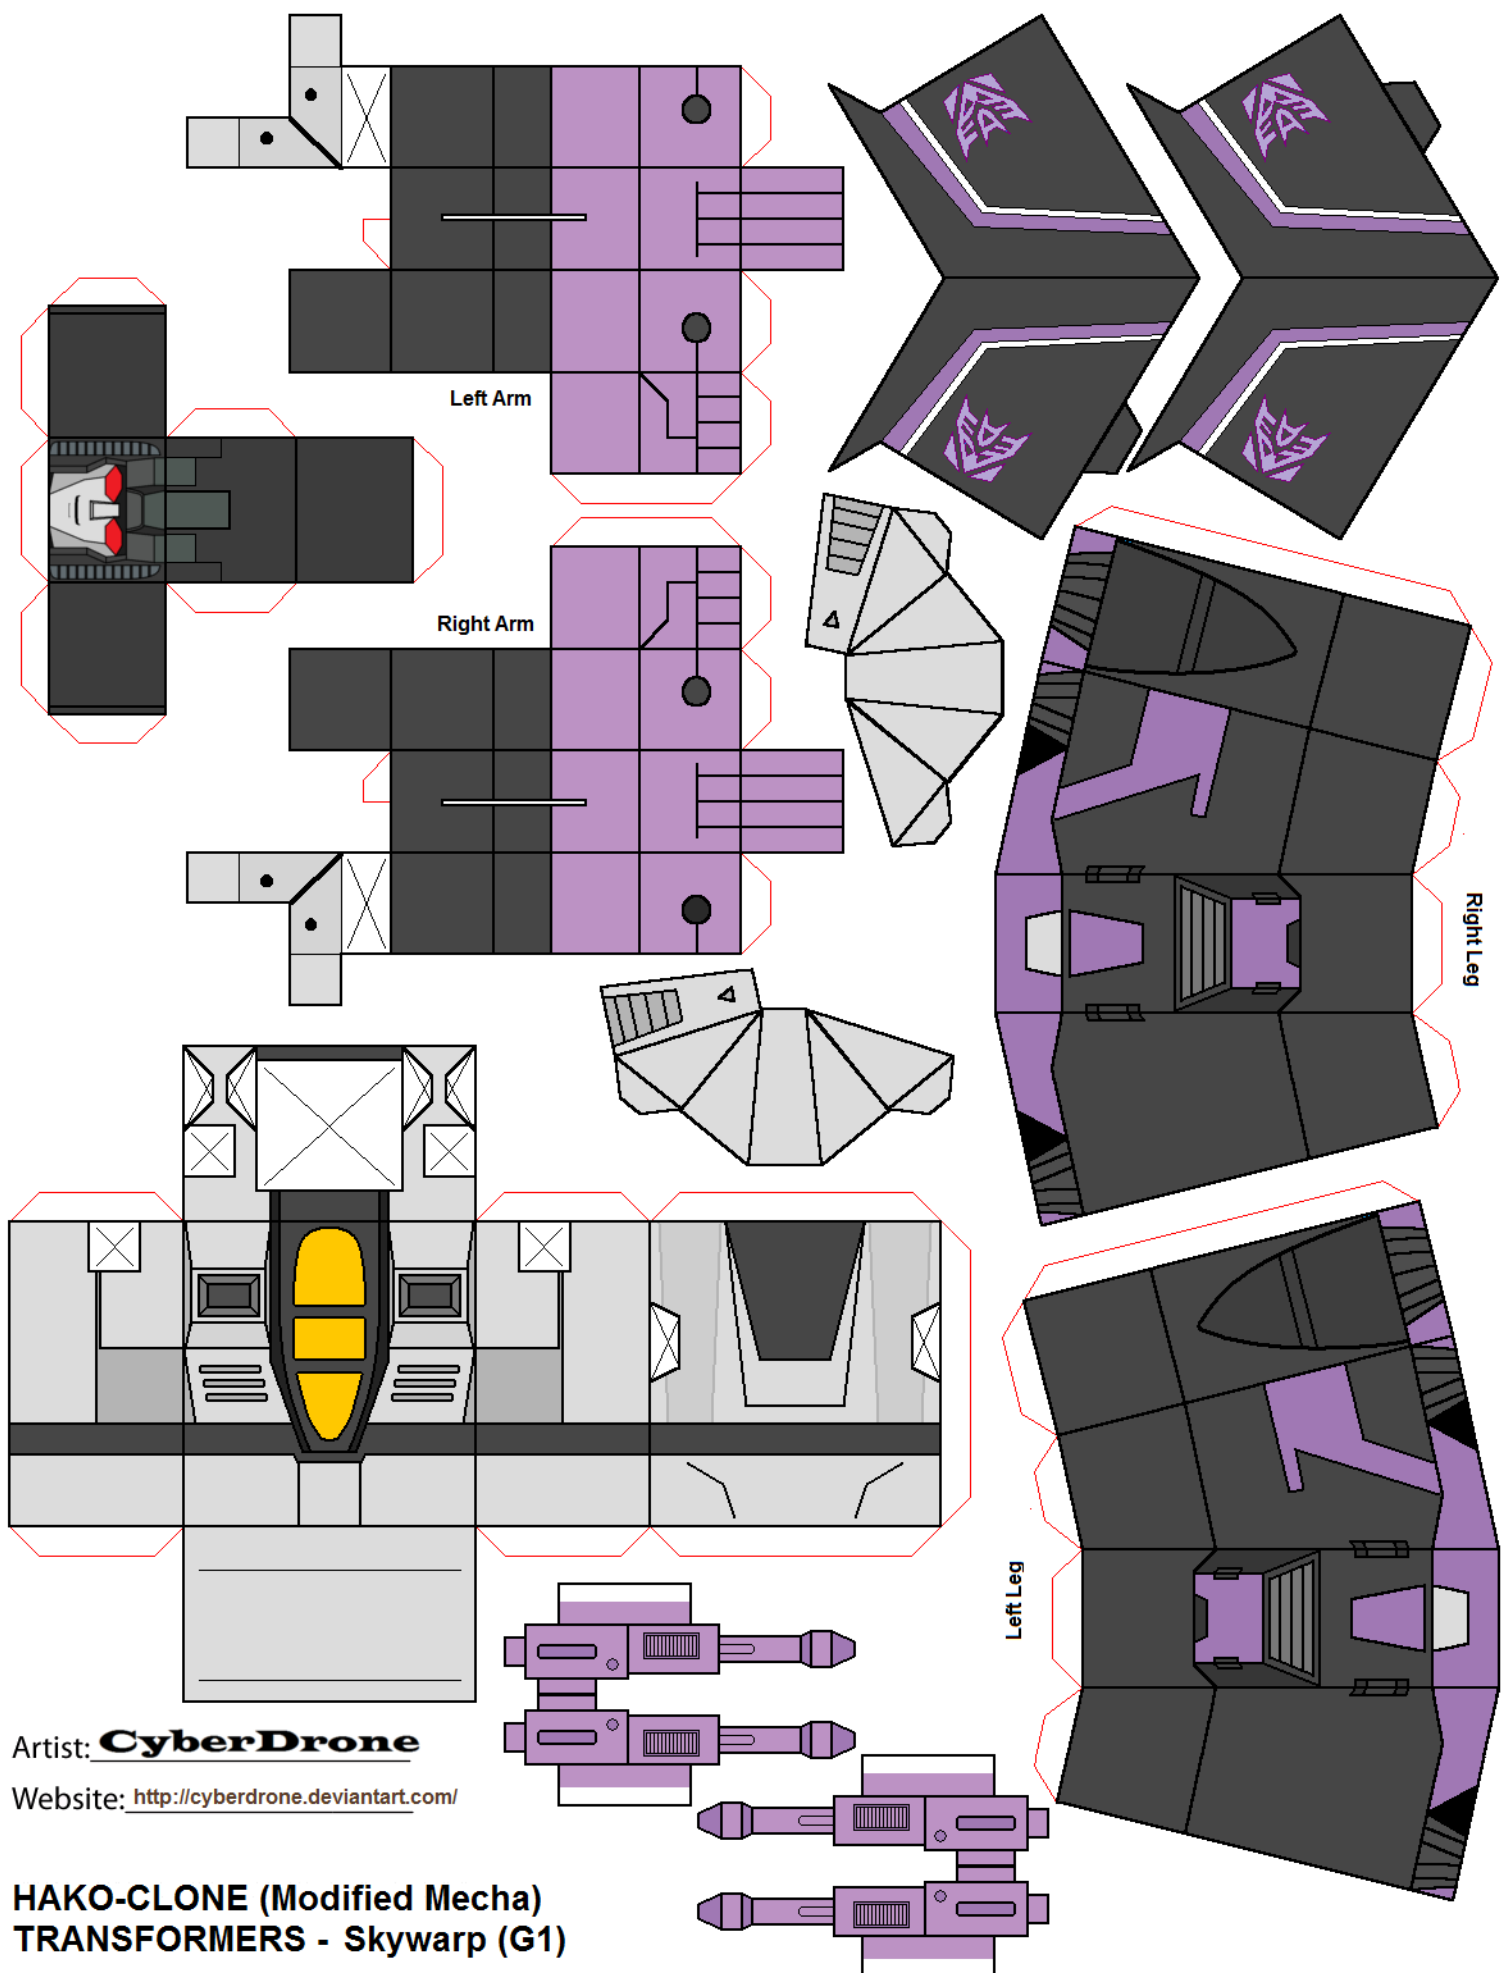 Left Arm
Right Arm
Right Leg
Left Leg
Artist: CyberDrone
Website: http://cyberdrone.deviantart.com/
HAKO-CLONE (Modified Mecha)
TRANSFORMERS - Skywarp (G1)